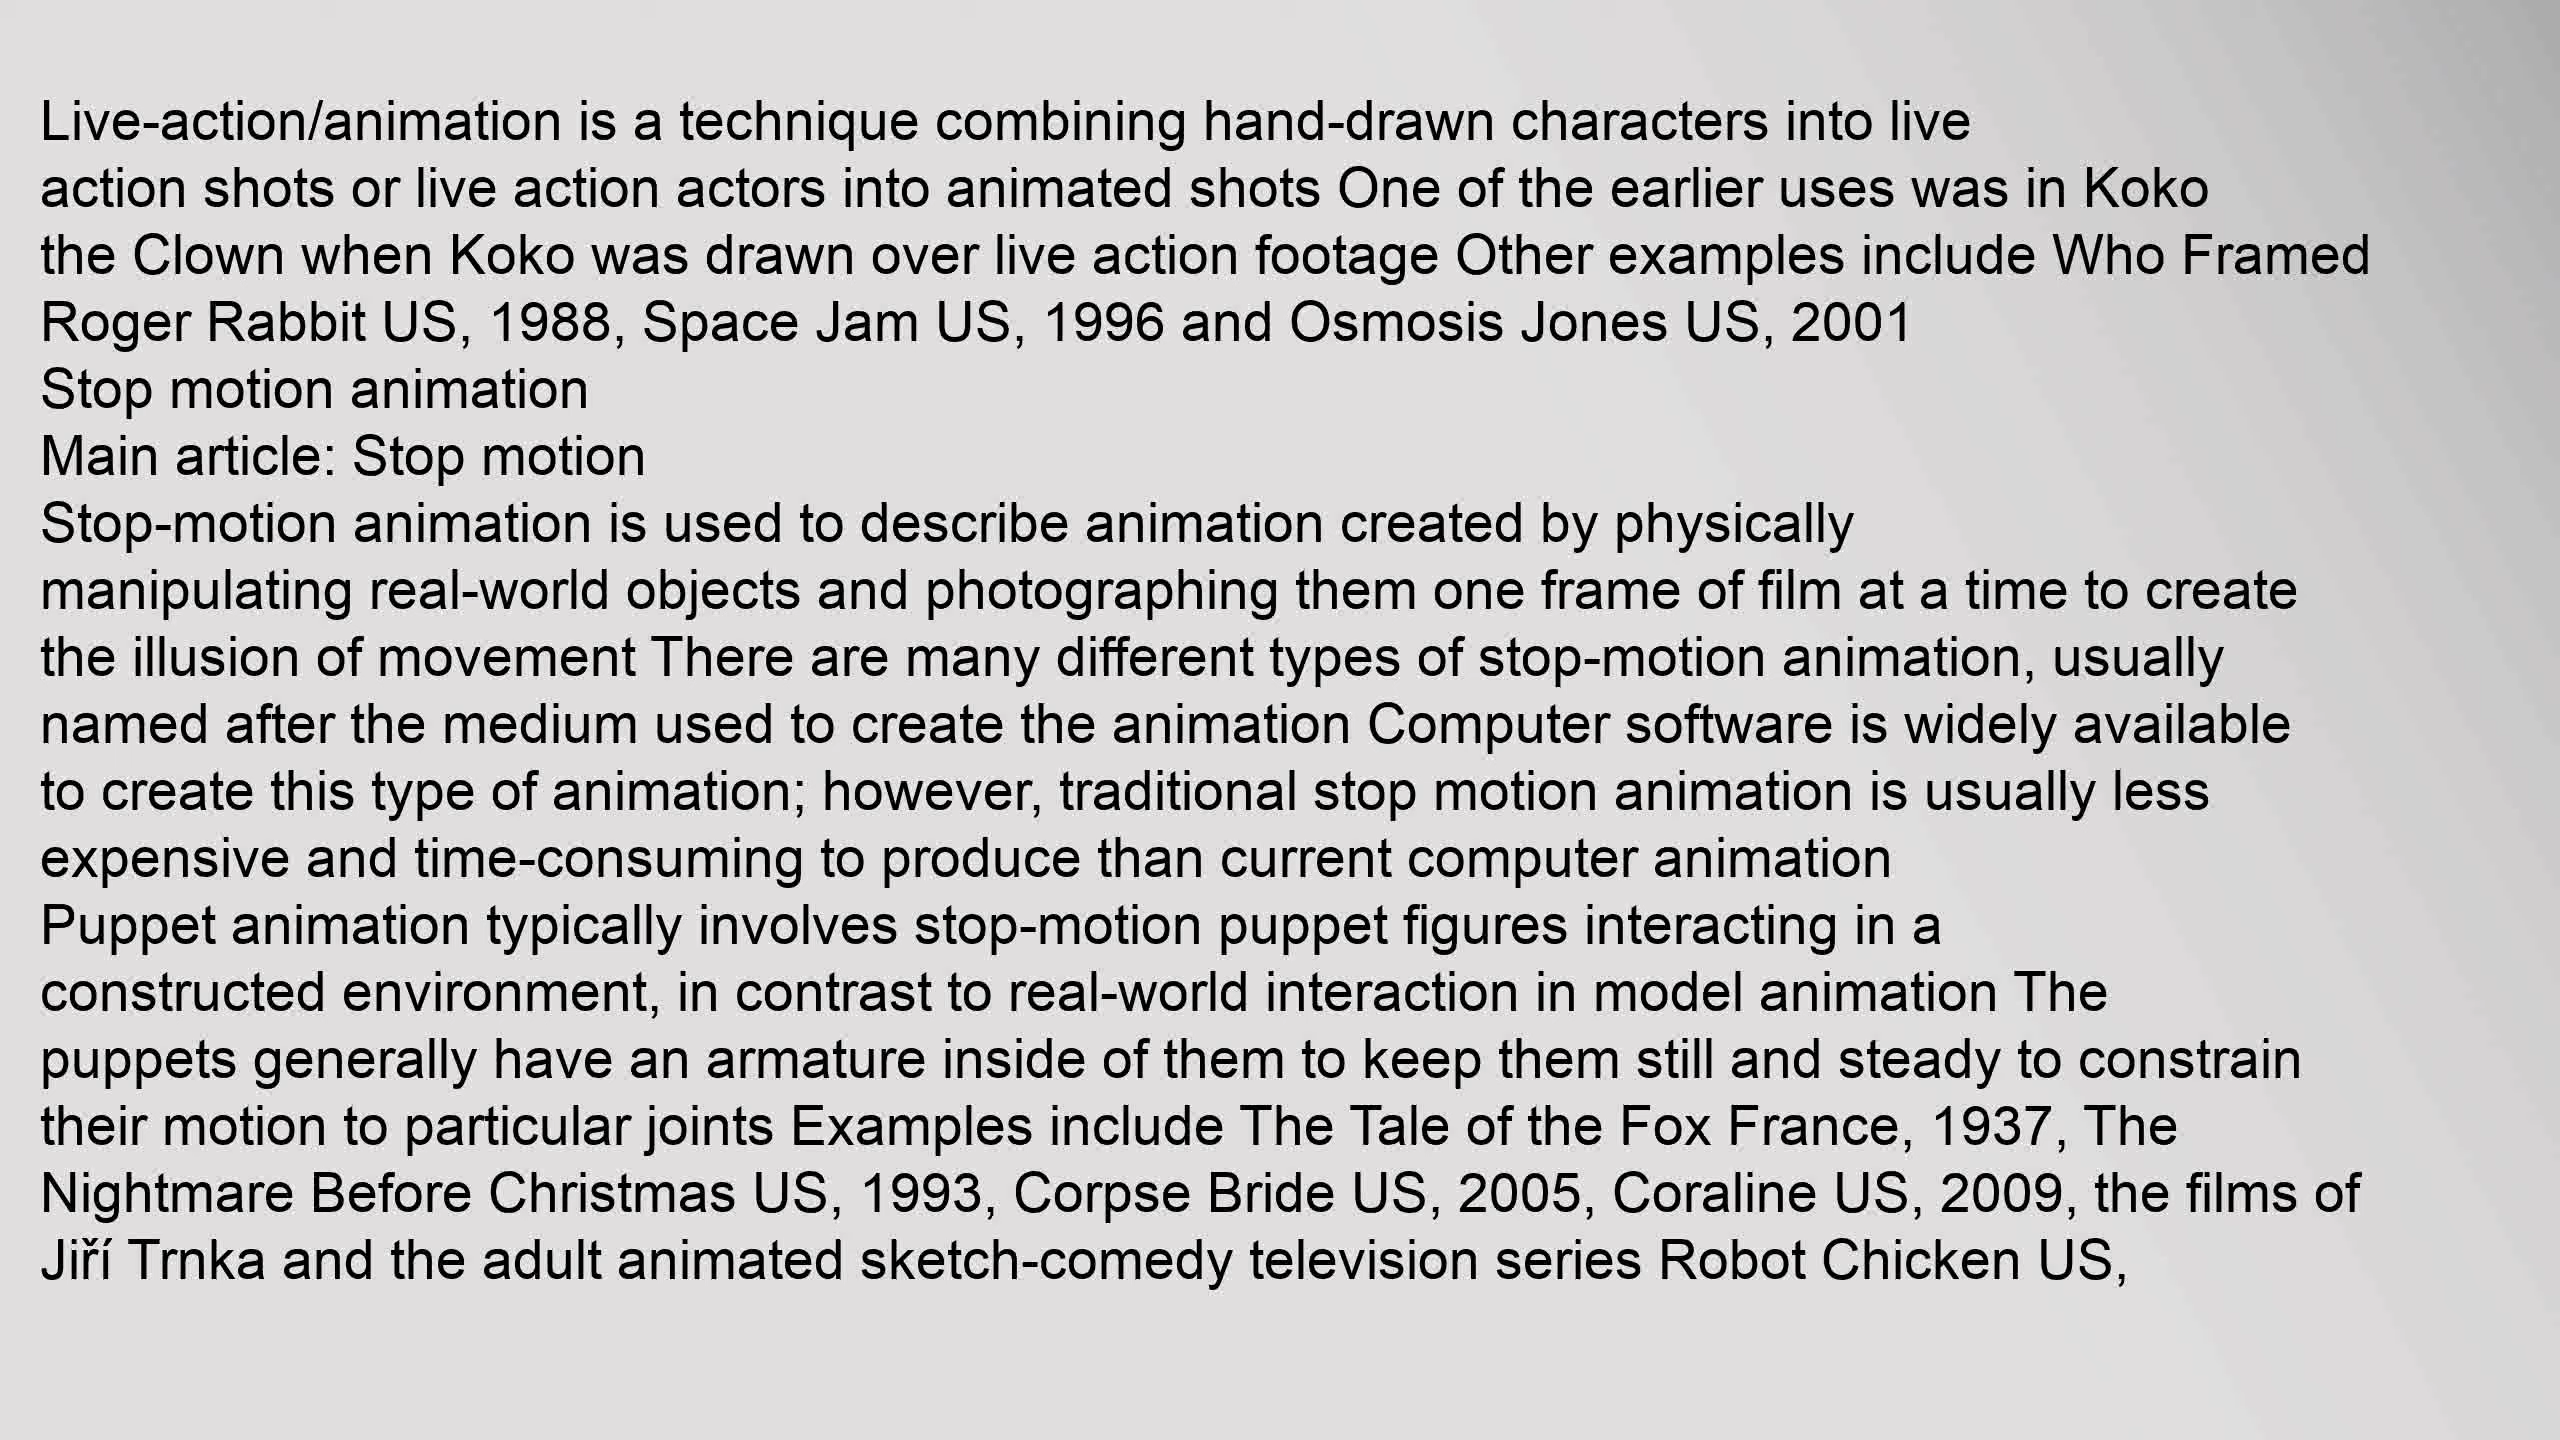 Live-action/animation is a technique combining hand-drawn characters into live
action shots or live action actors into animated shots One of the earlier uses was in Koko
the Clown when Koko was drawn over live action footage Other examples include Who Framed
Roger Rabbit US, 1988, Space Jam US, 1996 and Osmosis Jones US, 2001
Stop motion animation
Main article: Stop motion
Stop-motion animation is used to describe animation created by physically
manipulating real-world objects and photographing them one frame of film at a time to create
the illusion of movement There are many different types of stop-motion animation, usually
named after the medium used to create the animation Computer software is widely available
to create this type of animation; however, traditional stop motion animation is usually less
expensive and time-consuming to produce than current computer animation
Puppet animation typically involves stop-motion puppet figures interacting in a
constructed environment, in contrast to real-world interaction in model animation The
puppets generally have an armature inside of them to keep them still and steady to constrain
their motion to particular joints Examples include The Tale of the Fox France, 1937, The
Nightmare Before Christmas US, 1993, Corpse Bride US, 2005, Coraline US, 2009, the films of
Jiří Trnka and the adult animated sketch-comedy television series Robot Chicken US,